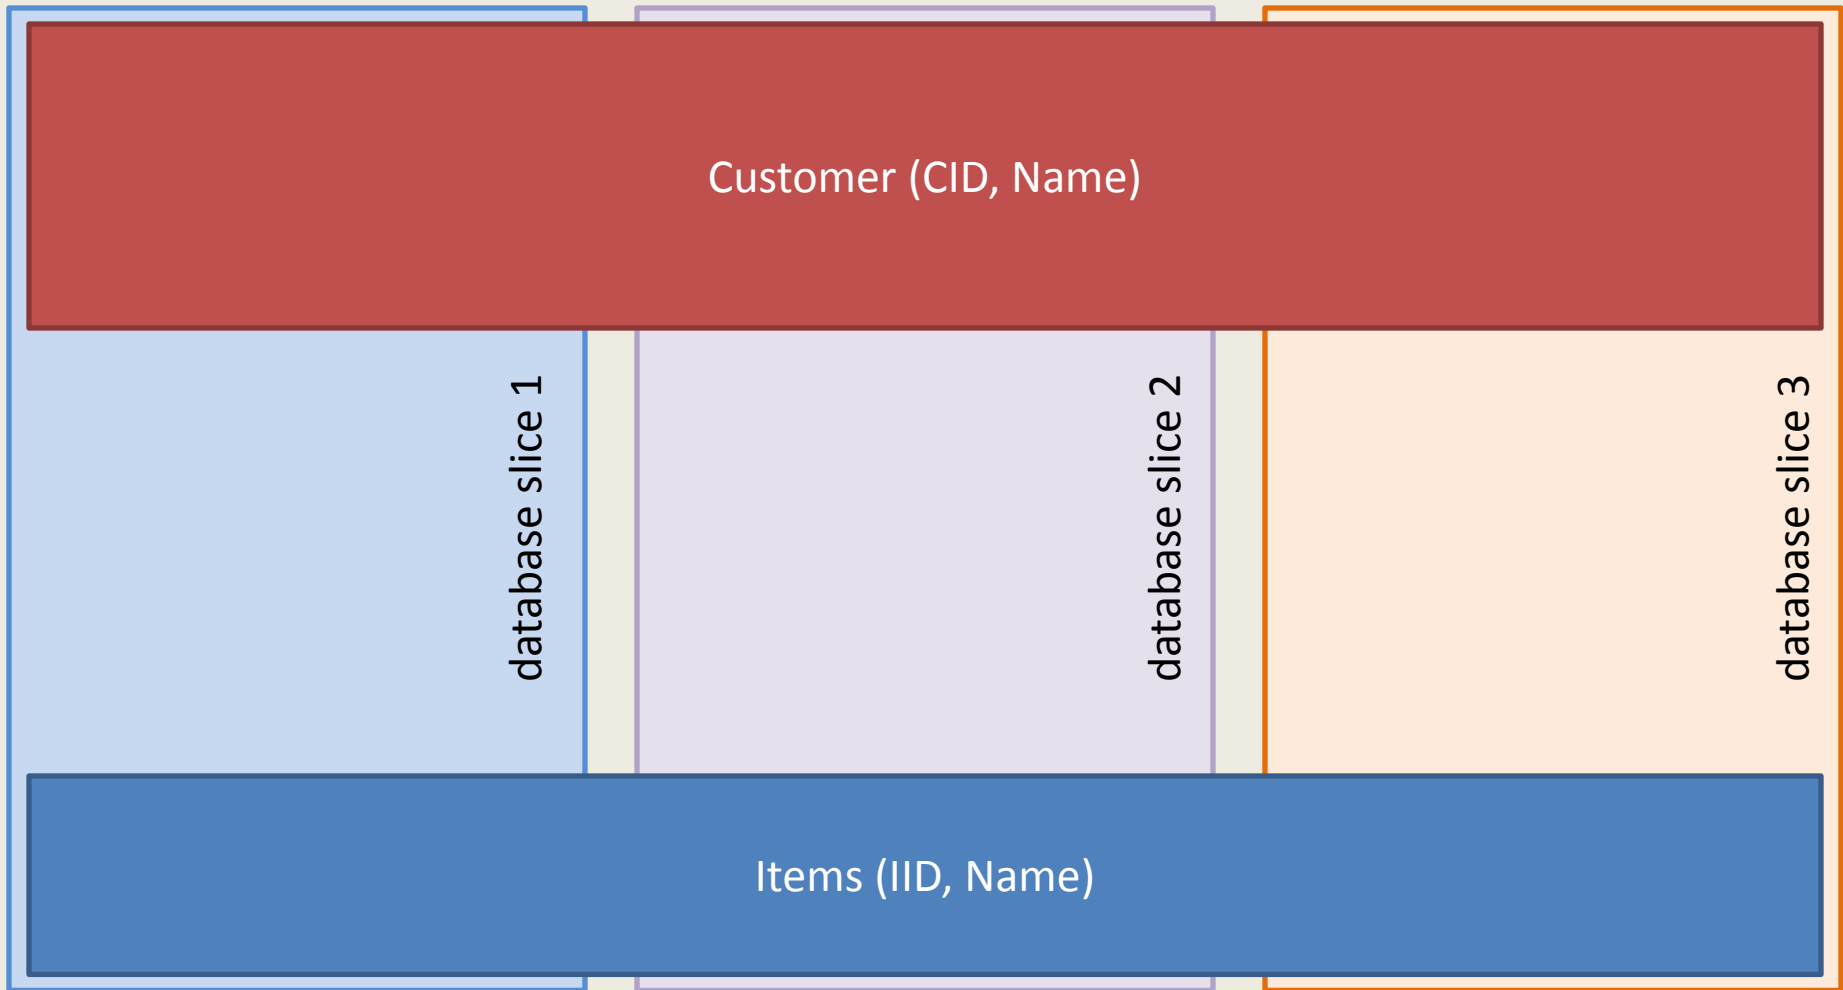 Customer (CID, Name)
database slice 1
database slice 2
database slice 3
Items (IID, Name)